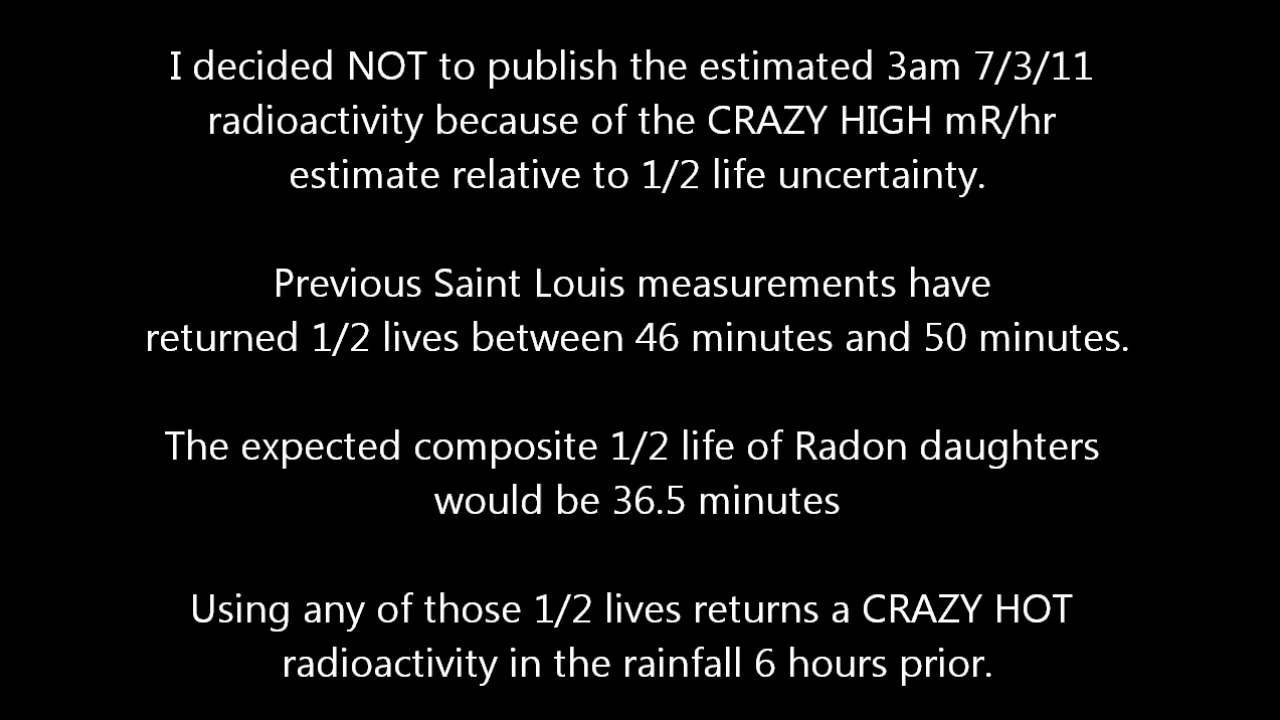 I decided NOT to publish the estimated 3am 7/3/11
radioactivity because of the CRAZY HIGH mR/hr
estimate relative to 1/2 life uncertainty.
Previous Saint Louis measurements have
returned 1/2 lives between 46 minutes and 50 minutes.
The expected composite 1/2 life of Radon daughters
would be 36.5 minutes
Using any of those 1/2 lives returns a CRAZY HOT
radioactivity in the rainfall 6 hours prior.